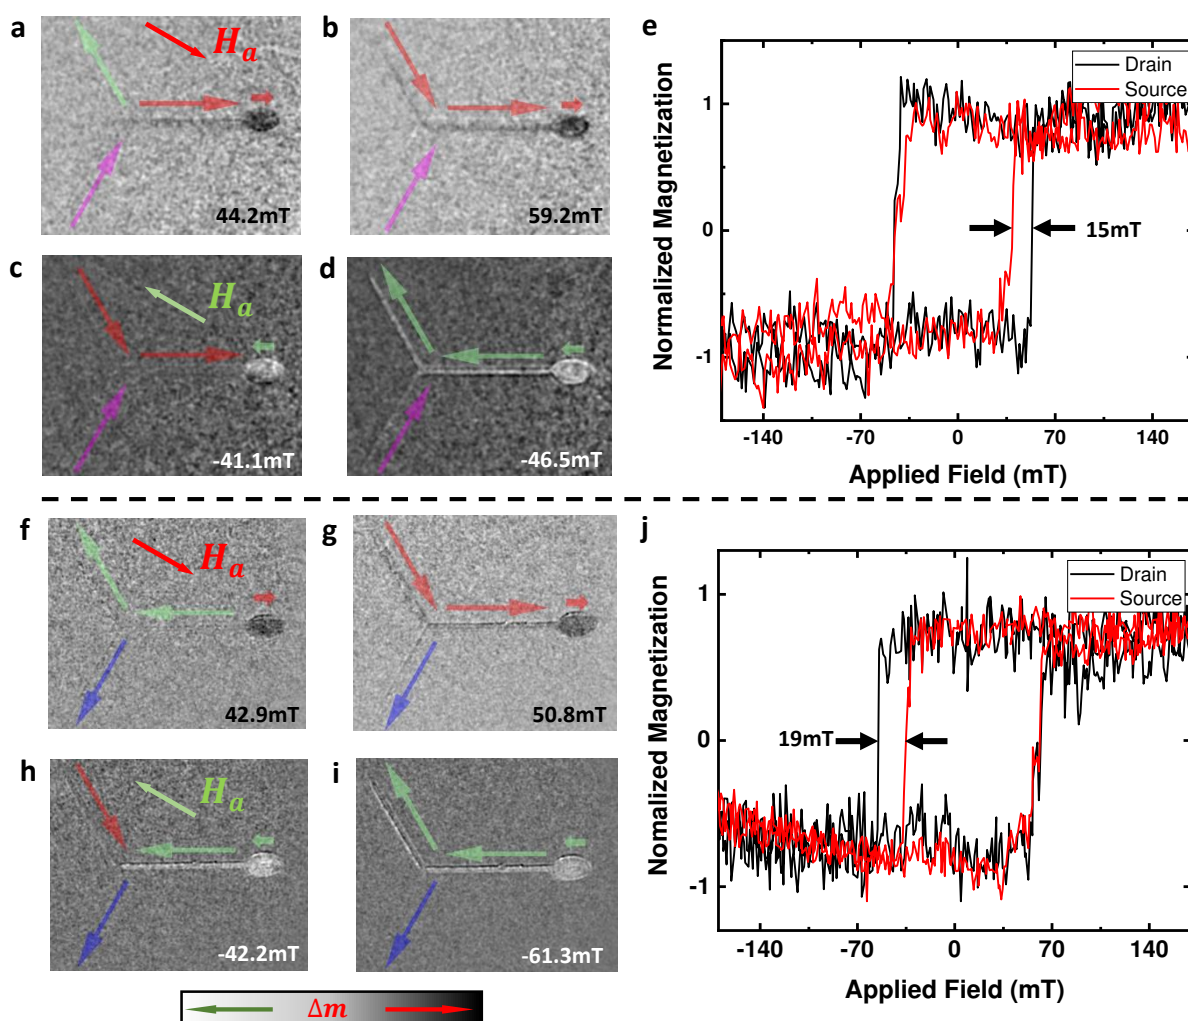 a
H_a
44.2mT
b
59.2mT
c
H_a
-41.1mT
d
-46.5mT
e
Normalized Magnetization
1
0
-1
-140
-70
0
70
140
Applied Field (mT)
Drain
Source
15mT
f
H_a
42.9mT
g
50.8mT
h
H_a
-42.2mT
i
-61.3mT
Δm
j
Nomalized Magnetization
1
0
-1
-140
-70
0
70
140
Applied Field (mT)
Drain
Source
19mT